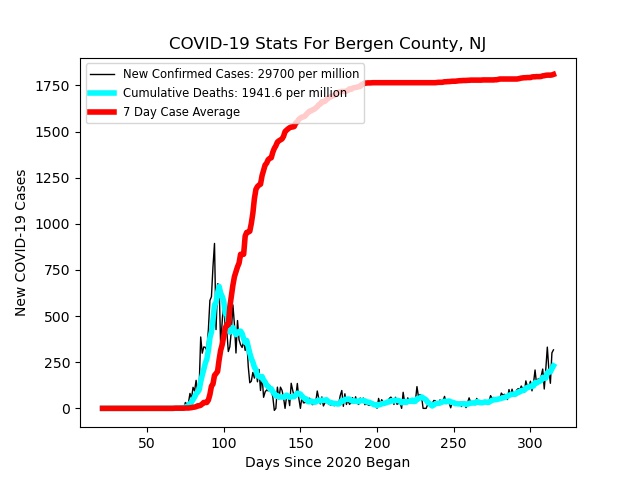 COVID-19 Stats For Bergen County, NJ
New Confirmed Cases: 29700 per million
Cumulative Deaths: 1941.6 per million
7 Day Case Average
New COVID-19 Cases
1750
1500
1250
1000
750
500
250
0
50 100 150 200 250 300
Days Since 2020 Began